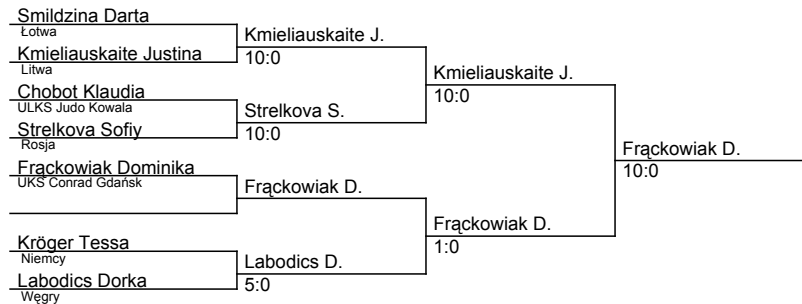 Smildzina Darta
Łotwa
Kmieliauskaite J.
Kmieliauskaite Justina
10:0
Litwa
Kmieliauskaite J.
Chobot Klaudia
10:0
ULKS Judo Kowala
Strelkova S.
Strelkova Sofiy
10:0
Rosja
Frąckowiak D.
Frąckowiak Dominika
10:0
UKS Conrad Gdańsk
Frąckowiak D.
Frąckowiak D.
Kröger Tessa
1:0
Niemcy
Labodics D.
Labodics Dorka
5:0
Węgry